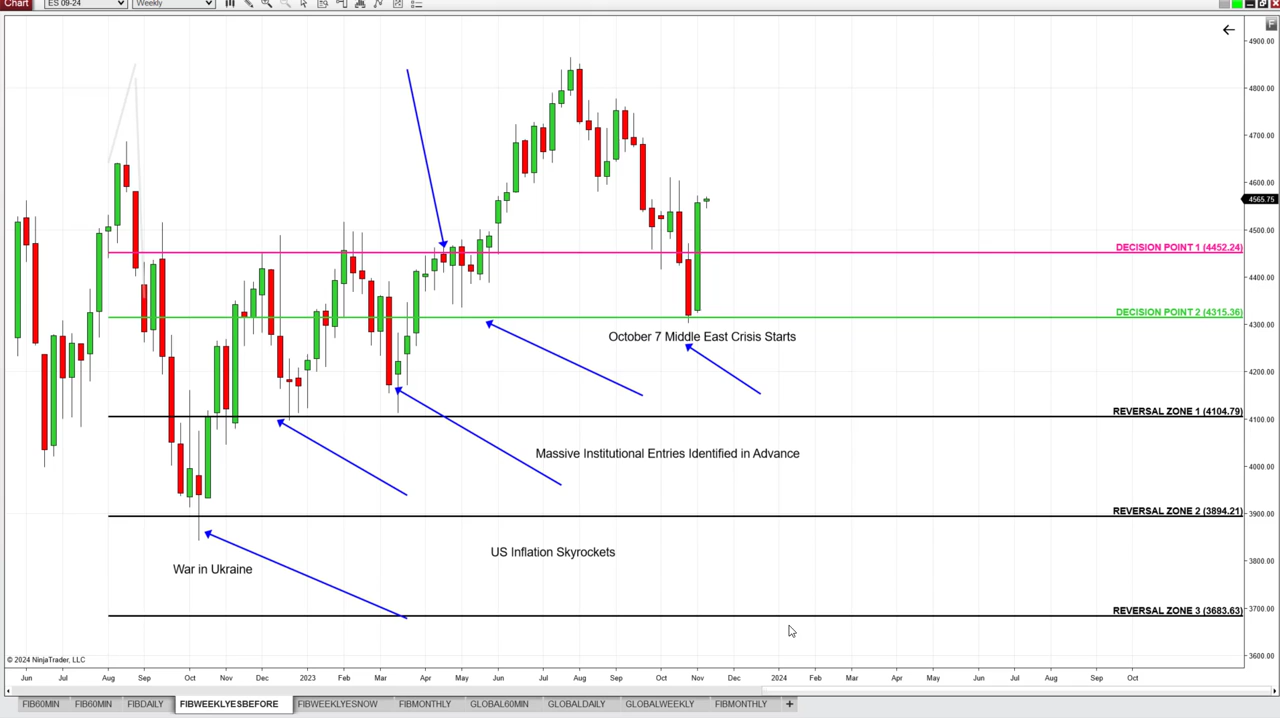 Chart
ES 09-24
Weekly
F
4900.00
4800.00
4700.00
4600.00
4565.75
4500.00
DECISION POINT 1 (4452.24)
4400.00
DECISION POINT 2 (4315.36)
4300.00
October 7 Middle East Crisis Starts
4200.00
REVERSAL ZONE 1 (4104.79)
4100.00
Massive Institutional Entries Identified in Advance
4000.00
REVERSAL ZONE 2 (3894.21)
3900.00
US Inflation Skyrockets
War in Ukraine
3800.00
REVERSAL ZONE 3 (3683.63)
3700.00
© 2024 NinjaTrader, LLC
3600.00
Jun Jul Aug Sep Oct Nov Dec 2023 Feb Mar Apr May Jun Jul Aug Sep Oct Nov Dec 2024 Feb Mar Apr May Jun Jul Aug Sep Oct
FIB60MIN FIB60MIN FIBDAILY FIBWEEKLYESBEFORE FIBWEEKLYESNOW FIBMONTHLY GLOBAL60MIN GLOBALDAILY GLOBALWEEKLY FIBMONTHLY +